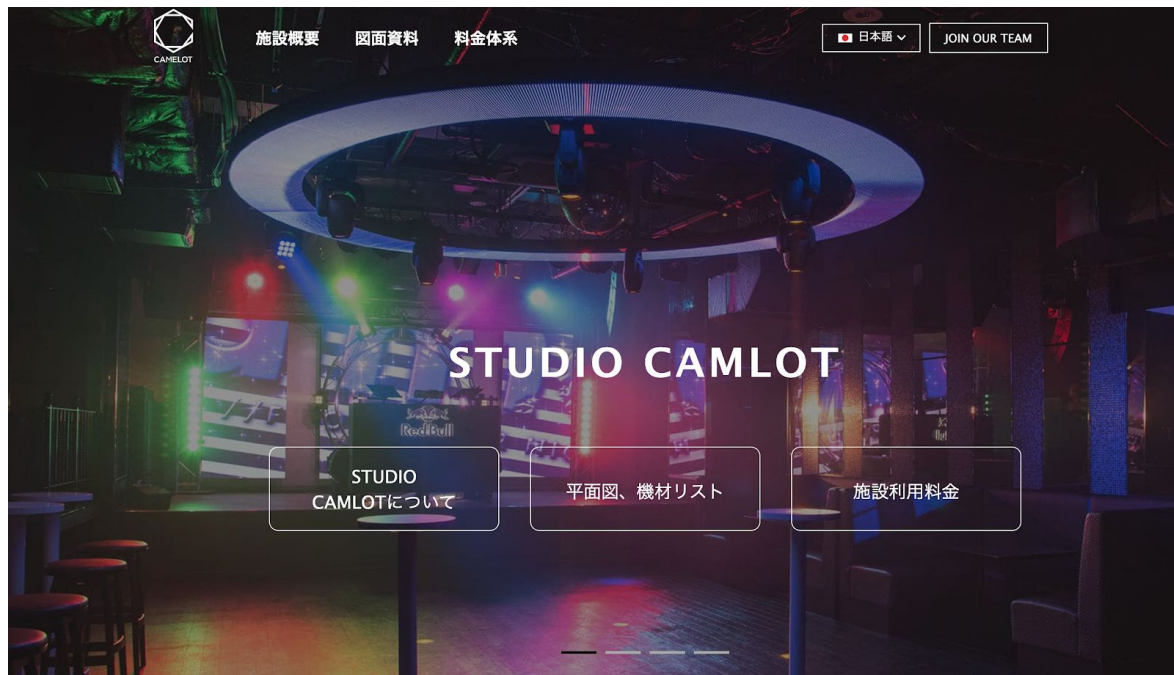 CAMELOT
施設概要
図面資料
料金体系
日本語
JOIN OUR TEAM
STUDIO CAMLOT
RedBull
STUDIO
CAMLOTについて
平面図、機材リスト
施設利用料金